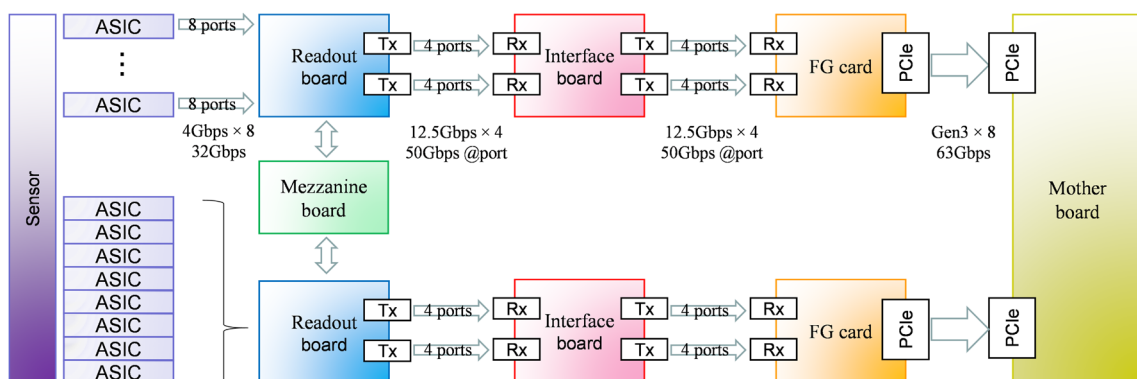 ASIC
8 ports
⋮
ASIC
8 ports
4Gbps × 8
32Gbps
Sensor
Readout
board
Tx
4 ports
Rx
Tx
4 ports
Rx
12.5Gbps × 4
50Gbps @port
Interface
board
Tx
4 ports
Rx
Tx
4 ports
Rx
12.5Gbps × 4
50Gbps @port
FG card
PCIe
PCIe
Gen3 × 8
63Gbps
Mother
board
Mezzanine
board
ASIC
ASIC
ASIC
ASIC
ASIC
ASIC
ASIC
ASIC
Readout
board
Tx
4 ports
Rx
Tx
4 ports
Rx
Interface
board
Tx
4 ports
Rx
Tx
4 ports
Rx
FG card
PCIe
PCIe